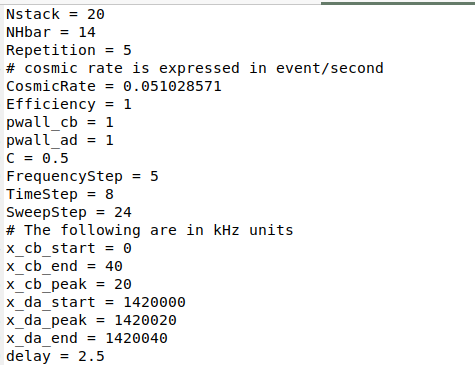 Nstack = 20
NHbar = 14
Repetition = 5
# cosmic rate is expressed in event/second
CosmicRate = 0.051028571
Efficiency = 1
pwall_cb = 1
pwall_ad = 1
C = 0.5
FrequencyStep = 5
TimeStep = 8
SweepStep = 24
# The following are in kHz units
x_cb_start = 0
x_cb_end = 40
x_cb_peak = 20
x_da_start = 1420000
x_da_peak = 1420020
x_da_end = 1420040
delay = 2.5